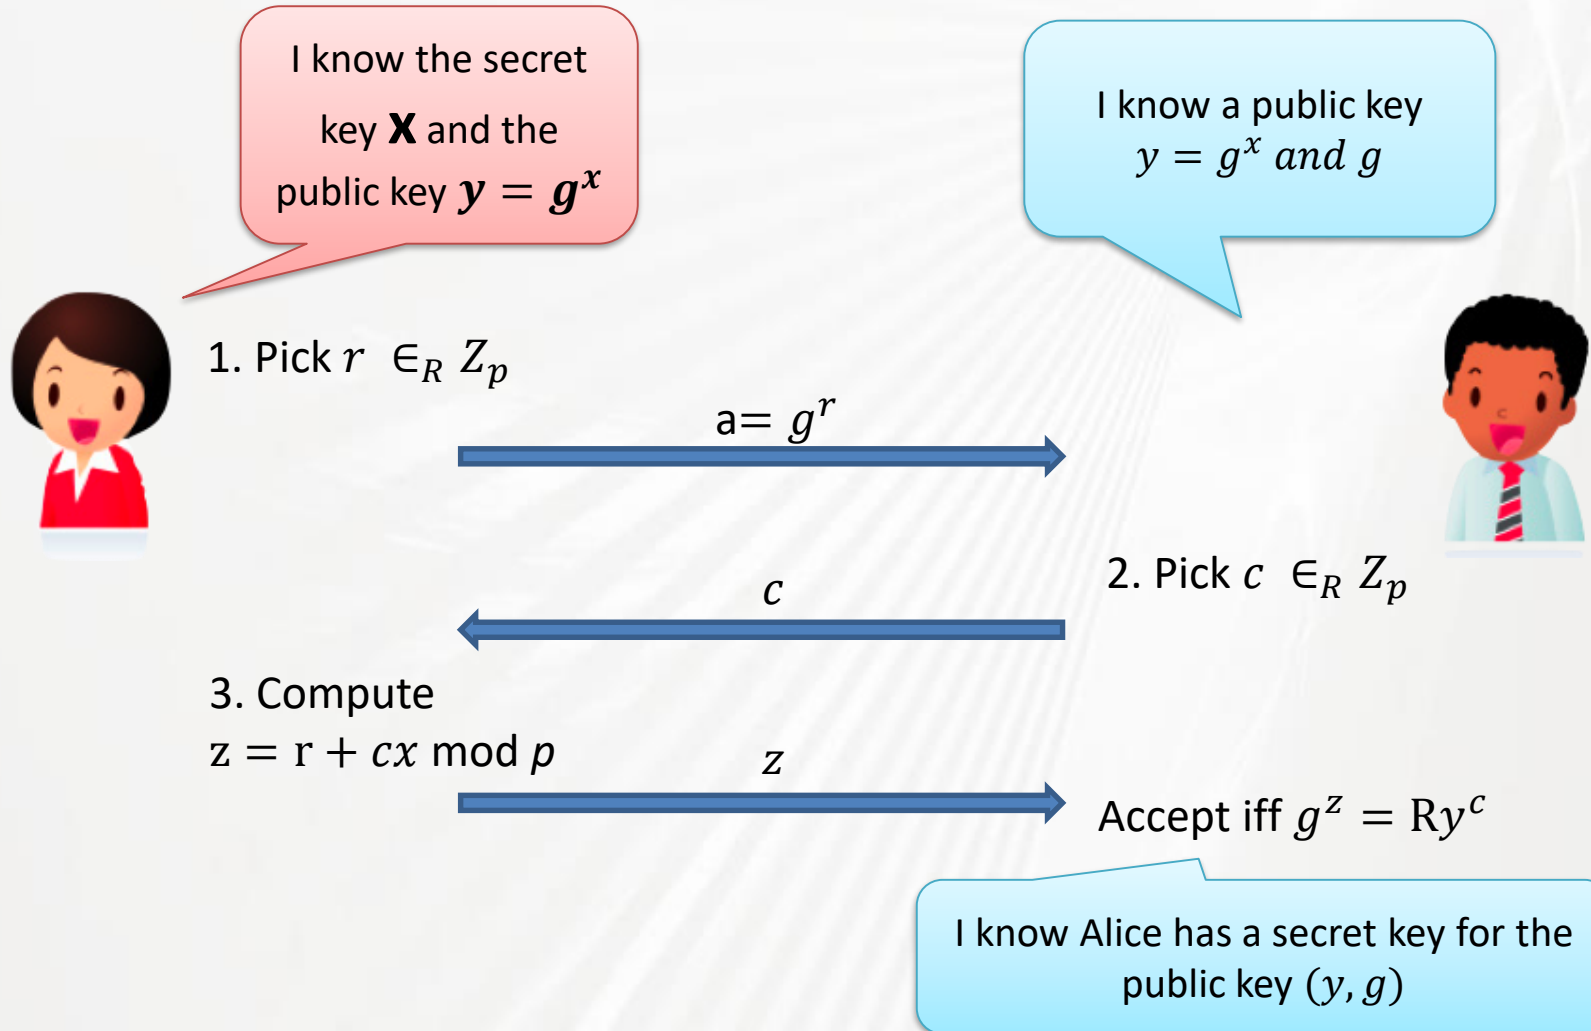 I know the secret
key X and the
public key y = g^x
I know a public key
y = g^x and g
1. Pick r ∈_R Z_p
a= g^r
2. Pick c ∈_R Z_p
c
3. Compute
z = r + cx mod p
z
Accept iff g^z = Ry^c
I know Alice has a secret key for the
public key (y, g)